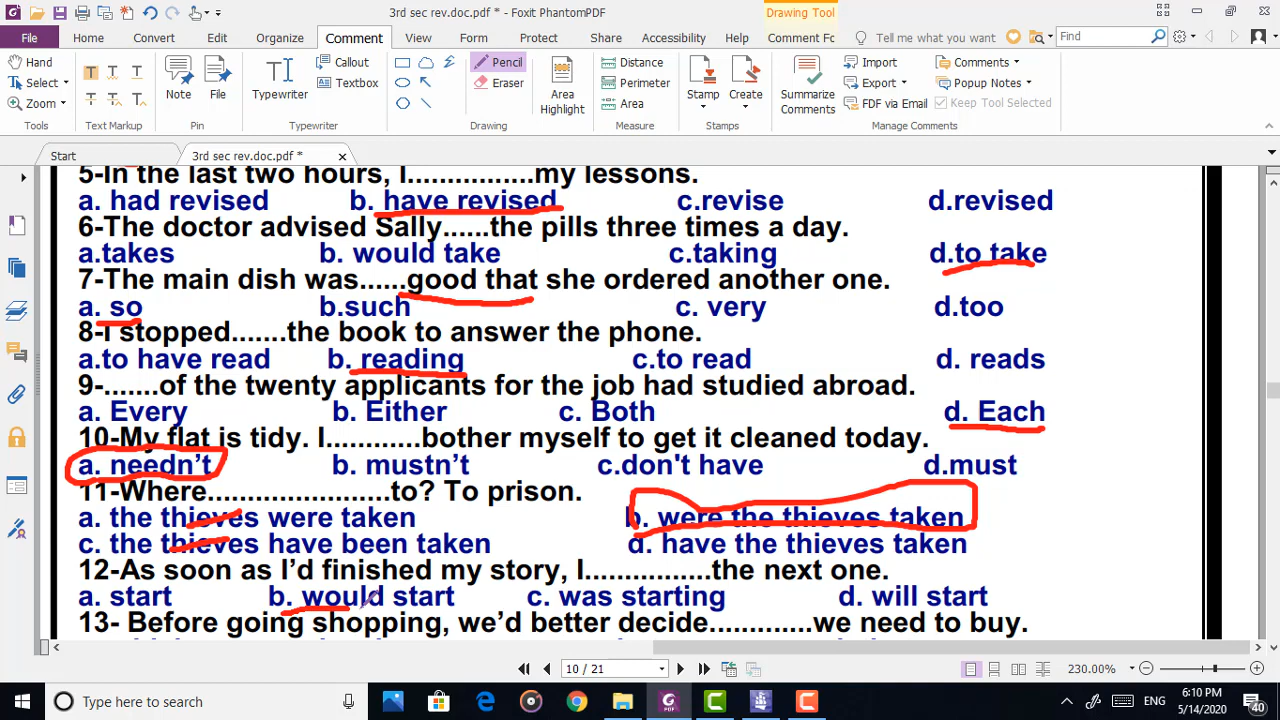 3rd sec rev.doc.pdf * - Foxit PhantomPDF
Drawing Tool
File Home Convert Edit Organize Comment View Form Protect Share Accessibility Help Comment Fc Tell me what you want Find
Hand
Select
Zoom
Tools
Text Markup
Note
File
Pin
Typewriter
Callout
Textbox
Typewriter
Pencil
Eraser
Area Highlight
Drawing
Distance
Perimeter
Area
Measure
Stamp
Create
Stamps
Summarize Comments
Import
Export
FDF via Email
Comments
Popup Notes
Keep Tool Selected
Manage Comments
Start 3rd sec rev.doc.pdf *
5-In the last two hours, I................my lessons.
a. had revised b. have revised c.revise d.revised
6-The doctor advised Sally......the pills three times a day.
a.takes b. would take c.taking d.to take
7-The main dish was......good that she ordered another one.
a. so b.such c. very d.too
8-I stopped.......the book to answer the phone.
a.to have read b. reading c.to read d. reads
9-.......of the twenty applicants for the job had studied abroad.
a. Every b. Either c. Both d. Each
10-My flat is tidy. I............bother myself to get it cleaned today.
a. needn’t b. mustn’t c.don't have d.must
11-Where.......................to? To prison.
a. the thieves were taken b. were the thieves taken
c. the thieves have been taken d. have the thieves taken
12-As soon as I’d finished my story, I................the next one.
a. start b. would start c. was starting d. will start
13- Before going shopping, we’d better decide.............we need to buy.
10 / 21 230.00%
Type here to search
ENG
6:10 PM
5/14/2020
40